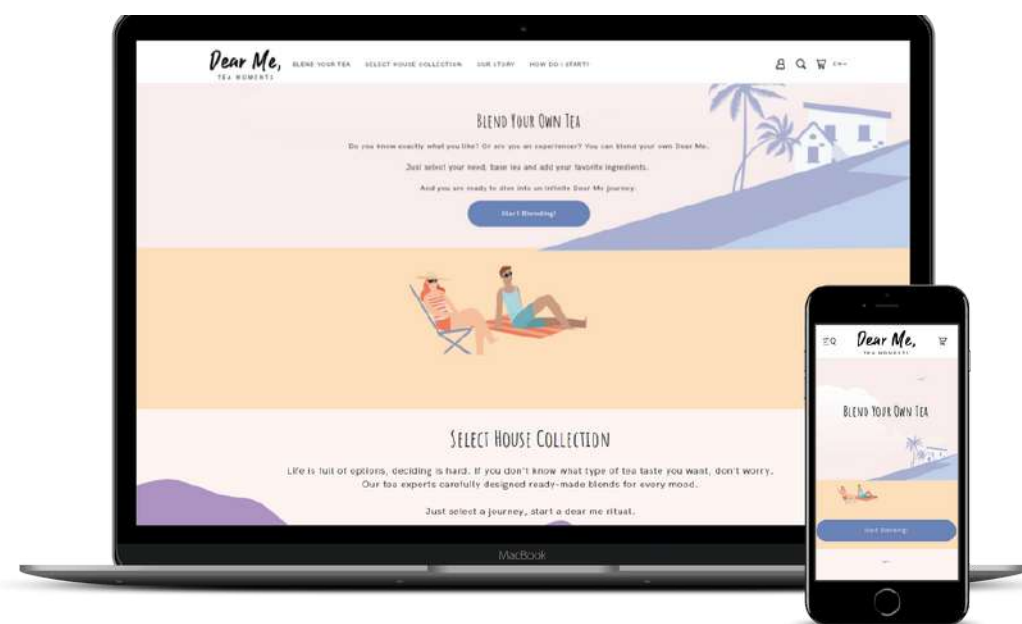 Dear Me,
TEA MOMENTS
BLEND YOUR TEA SELECT HOUSE COLLECTION OUR STORY HOW DO I START?
EN
BLEND YOUR OWN TEA
Do you know exactly what you like? Or are you an experiencer? You can blend your own Dear Me.
Just select your need, base tea and add your favorite ingredients.
And you are ready to dive into an infinite Dear Me journey.
Start Blending!
SELECT HOUSE COLLECTION
Life is full of options, deciding is hard. If you don't know what type of tea taste you want, don't worry.
Our tea experts carefully designed ready-made blends for every mood.
Just select a journey, start a dear me ritual.
MacBook
Dear Me,
TEA MOMENTS
BLEND YOUR OWN TEA
Start Blending!